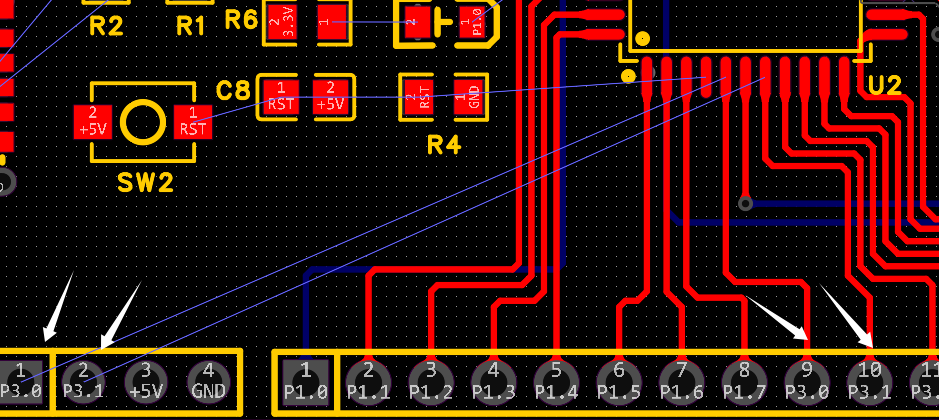 R2
R1
R6
2
3.3V
1
2
1
P1.0
C8
1
RST
2
+5V
2
RST
1
GND
R4
U2
2
+5V
1
RST
SW2
1
P3.0
2
P3.1
3
+5V
4
GND
1
P1.0
2
P1.1
3
P1.2
4
P1.3
5
P1.4
6
P1.5
7
P1.6
8
P1.7
9
P3.0
10
P3.1
11